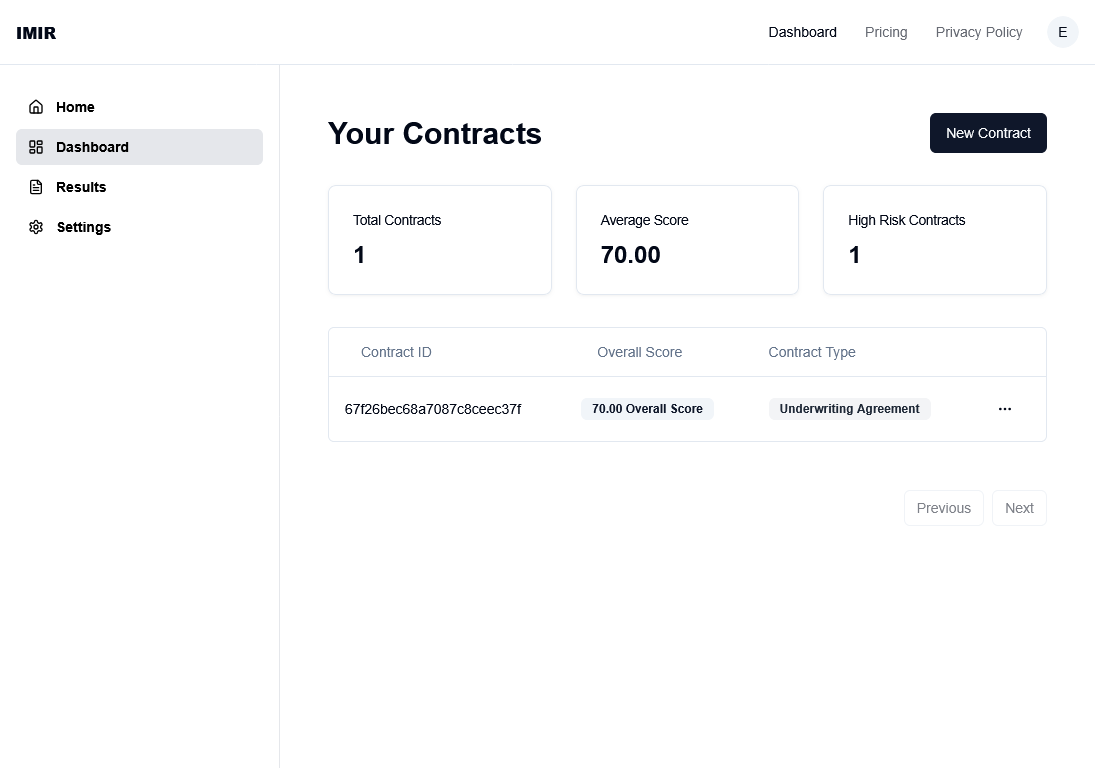 IMIR
Dashboard
Pricing
Privacy Policy
E
Home
Dashboard
Results
Settings
Your Contracts
New Contract
Total Contracts
1
Average Score
70.00
High Risk Contracts
1
Contract ID
Overall Score
Contract Type
67f26bec68a7087c8ceec37f
70.00 Overall Score
Underwriting Agreement
Previous
Next